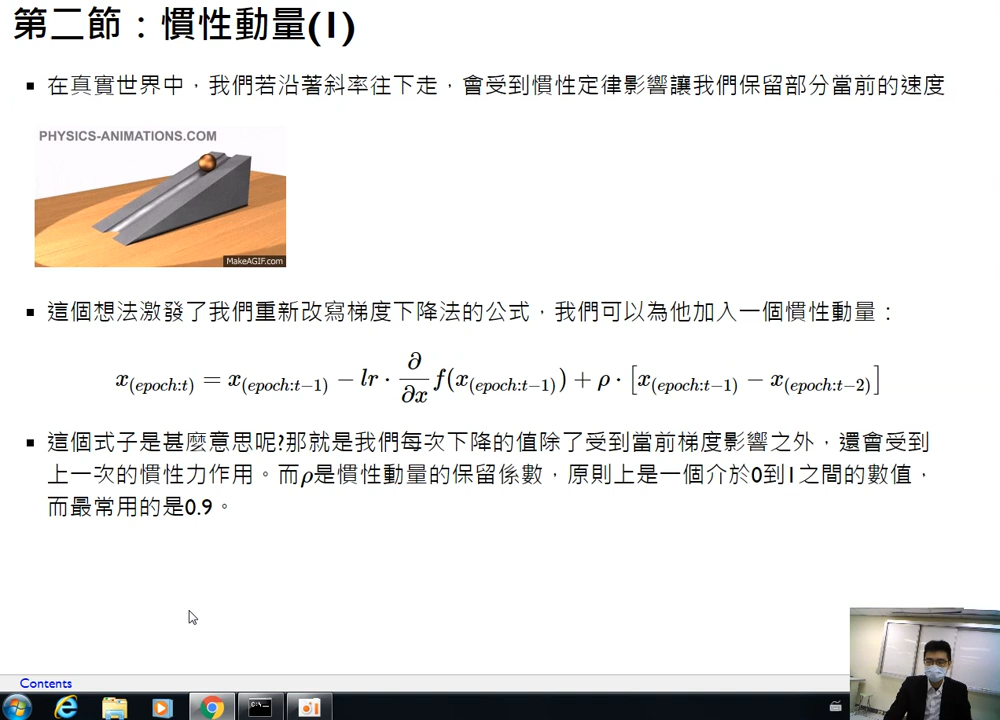 第二節：慣性動量(1)
在真實世界中，我們若沿著斜率往下走，會受到慣性定律影響讓我們保留部分當前的速度
PHYSICS-ANIMATIONS.COM
MakeAGIF.com
這個想法激發了我們重新改寫梯度下降法的公式，我們可以為他加入一個慣性動量：
x_(epoch:t) = x_(epoch:t−1) − lr · ∂/∂x f(x_(epoch:t−1)) + ρ · [x_(epoch:t−1) − x_(epoch:t−2)]
這個式子是甚麼意思呢?那就是我們每次下降的值除了受到當前梯度影響之外，還會受到
上一次的慣性力作用。而ρ是慣性動量的保留係數，原則上是一個介於0到1之間的數值，
而最常用的是0.9。
Contents